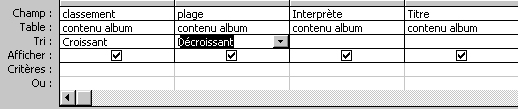 Champ : classement plage Interprète Titre
Table : contenu album contenu album contenu album contenu album
Tri : Croissant Décroissant
Afficher :
Critères :
Ou :